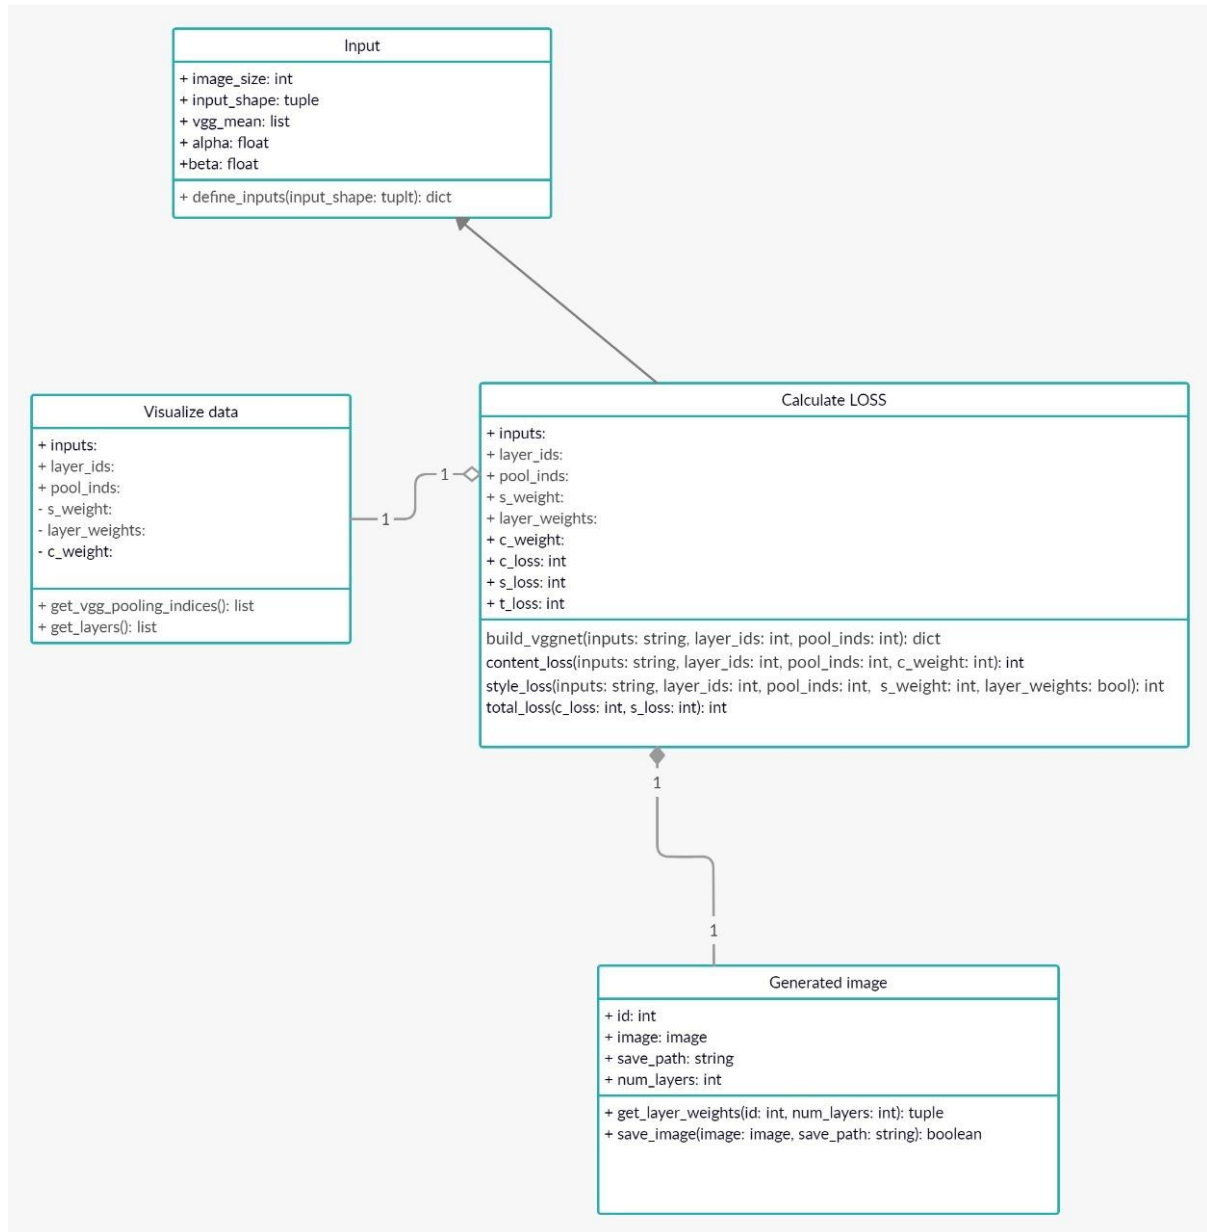 Input
+ image_size: int
+ input_shape: tuple
+ vgg_mean: list
+ alpha: float
+beta: float
+ define_inputs(input_shape: tuplt): dict
Visualize data
+ inputs:
+ layer_ids:
+ pool_inds:
- s_weight:
- layer_weights:
- c_weight:
+ get_vgg_pooling_indices(): list
+ get_layers(): list
1
1
Calculate LOSS
+ inputs:
+ layer_ids:
+ pool_inds:
+ s_weight:
+ layer_weights:
+ c_weight:
+ c_loss: int
+ s_loss: int
+ t_loss: int
build_vggnet(inputs: string, layer_ids: int, pool_inds: int): dict
content_loss(inputs: string, layer_ids: int, pool_inds: int, c_weight: int): int
style_loss(inputs: string, layer_ids: int, pool_inds: int,  s_weight: int, layer_weights: bool): int
total_loss(c_loss: int, s_loss: int): int
1
1
Generated image
+ id: int
+ image: image
+ save_path: string
+ num_layers: int
+ get_layer_weights(id: int, num_layers: int): tuple
+ save_image(image: image, save_path: string): boolean